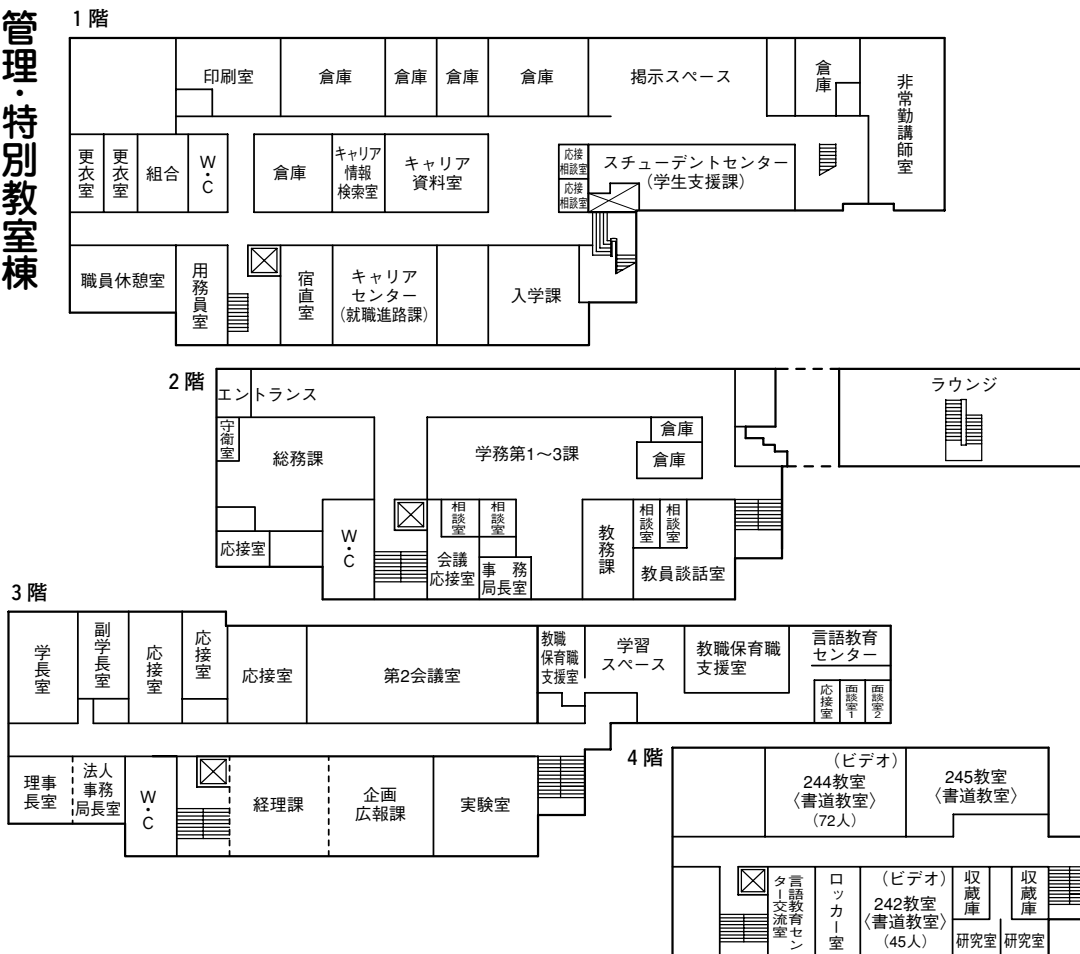 管理・特別教室棟
1階
印刷室
倉庫
倉庫
倉庫
倉庫
掲示スペース
倉庫
非常勤講師室
更衣室
更衣室
組合
W・C
倉庫
キャリア
情報
検索室
キャリア
資料室
応接
相談室
応接
相談室
スチューデントセンター
(学生支援課)
職員休憩室
用務員室
宿直室
キャリア
センター
(就職進路課)
入学課
2階
エントランス
守衛室
総務課
学務第1〜3課
倉庫
倉庫
ラウンジ
応接室
W・C
相談室
相談室
会議
応接室
事務
局長室
教務課
相談室
相談室
教員談話室
3階
学長室
副学長室
応接室
応接室
応接室
第2会議室
教職
保育職
支援室
学習
スペース
教職保育職
支援室
言語教育
センター
応接室
面談室1
面談室2
理事
長室
法人
事務
局長室
W・C
経理課
企画
広報課
実験室
4階
(ビデオ)
244教室
〈書道教室〉
(72人)
245教室
〈書道教室〉
言語教育セン
ター交流室
ロッカー室
(ビデオ)
242教室
〈書道教室〉
(45人)
収蔵庫
収蔵庫
研究室
研究室